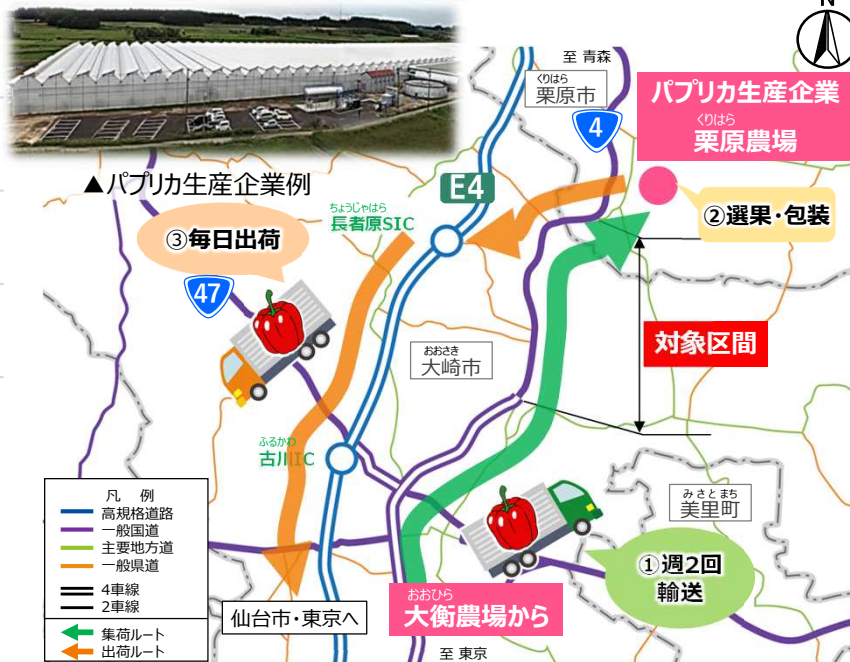 N
至 青森
くりはら
栗原市
4
パプリカ生産企業
くりはら
栗原農場
▲パプリカ生産企業例
E4
②選果・包装
ちょうじゃはら
長者原SIC
③毎日出荷
47
対象区間
おおさき
大崎市
ふるかわ
古川IC
凡 例
高規格道路
一般国道
主要地方道
一般県道
4車線
2車線
集荷ルート
出荷ルート
みさとまち
美里町
①週2回
輸送
仙台市・東京へ
おおひら
大衡農場から
至 東京